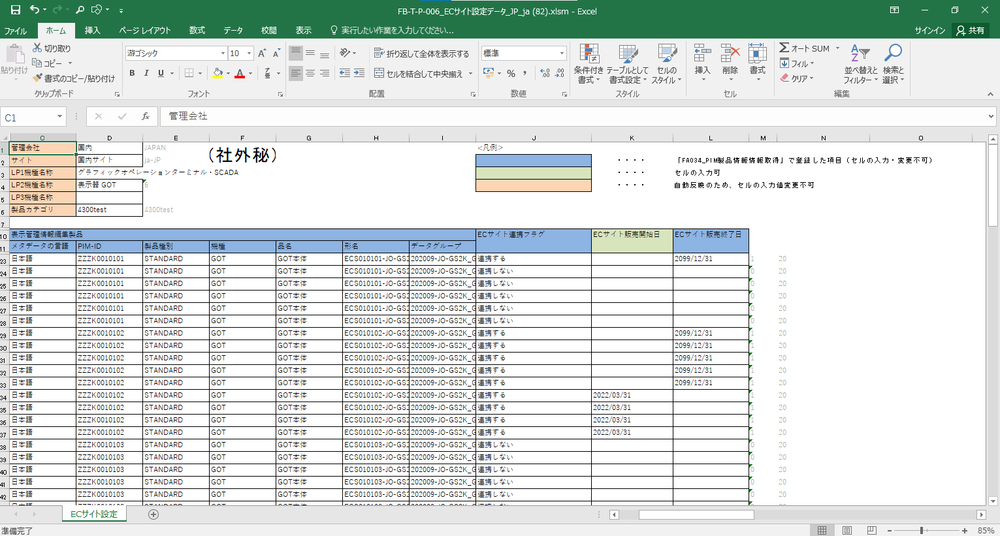 FB-T-P-006_ECサイト設定データ_JP_ja (82).xlsm - Excel
ファイル ホーム 挿入 ページ レイアウト 数式 データ 校閲 表示 実行したい作業を入力してください... サインイン 共有
貼り付け 切り取り コピー 書式のコピー/貼り付け クリップボード
游ゴシック 10 A A B I U A フォント
折り返して全体を表示する セルを結合して中央揃え 配置
標準 % , 数値
条件付き書式 テーブルとして書式設定 セルのスタイル スタイル
挿入 削除 書式 セル
オート SUM フィル クリア 並べ替えとフィルター 検索と選択 編集
C1 fx 管理会社
C D E F G H I J K L M N O
1 管理会社 国内 JAPAN (社外秘) <凡例>
2 サイト 国内サイト ja-JP ・・・・ 「FA034_PIM製品情報情報取得」で登録した項目（セルの入力・変更不可）
3 LP1機種名称 グラフィックオペレーションターミナル・SCADA ・・・・ セルの入力可
4 LP2機種名称 表示器 GOT 6 ・・・・ 自動反映のため、セルの入力値変更不可
5 LP3機種名称
6 製品カテゴリ 4300test 4300test
7
10 表示管理情報編集製品 ECサイト連携フラグ ECサイト販売開始日 ECサイト販売終了日
11 メタデータの言語 PIM-ID 製品種別 機種 品名 形名 データグループ
23 日本語 ZZZK0010101 STANDARD GOT GOT本体 ECS010101-JO-GS2 202009-JO-GS2K_G 連携する 2099/12/31 1 20
24 日本語 ZZZK0010101 STANDARD GOT GOT本体 ECS010101-JO-GS2 202009-JO-GS2K_G 連携しない 0 20
25 日本語 ZZZK0010101 STANDARD GOT GOT本体 ECS010101-JO-GS2 202009-JO-GS2K_G 連携しない 0 20
26 日本語 ZZZK0010101 STANDARD GOT GOT本体 ECS010101-JO-GS2 202009-JO-GS2K_G 連携しない 0 20
27 日本語 ZZZK0010101 STANDARD GOT GOT本体 ECS010101-JO-GS2 202009-JO-GS2K_G 連携しない 0 20
28 日本語 ZZZK0010101 STANDARD GOT GOT本体 ECS010101-JO-GS2 202009-JO-GS2K_G 連携しない 0 20
29 日本語 ZZZK0010102 STANDARD GOT GOT本体 ECS010102-JO-GS2 202009-JO-GS2K_G 連携する 2099/12/31 1 20
30 日本語 ZZZK0010102 STANDARD GOT GOT本体 ECS010102-JO-GS2 202009-JO-GS2K_G 連携する 2099/12/31 1 20
31 日本語 ZZZK0010102 STANDARD GOT GOT本体 ECS010102-JO-GS2 202009-JO-GS2K_G 連携する 2099/12/31 1 20
32 日本語 ZZZK0010102 STANDARD GOT GOT本体 ECS010102-JO-GS2 202009-JO-GS2K_G 連携する 2099/12/31 1 20
33 日本語 ZZZK0010102 STANDARD GOT GOT本体 ECS010102-JO-GS2 202009-JO-GS2K_G 連携する 2099/12/31 1 20
34 日本語 ZZZK0010102 STANDARD GOT GOT本体 ECS010102-JO-GS2 202009-JO-GS2K_G 連携する 2022/03/31 1 20
35 日本語 ZZZK0010102 STANDARD GOT GOT本体 ECS010102-JO-GS2 202009-JO-GS2K_G 連携する 2022/03/31 1 20
36 日本語 ZZZK0010102 STANDARD GOT GOT本体 ECS010102-JO-GS2 202009-JO-GS2K_G 連携する 2022/03/31 1 20
37 日本語 ZZZK0010102 STANDARD GOT GOT本体 ECS010102-JO-GS2 202009-JO-GS2K_G 連携する 2022/03/31 1 20
38 日本語 ZZZK0010103 STANDARD GOT GOT本体 ECS010103-JO-GS2 202009-JO-GS2K_G 連携しない 0 20
39 日本語 ZZZK0010103 STANDARD GOT GOT本体 ECS010103-JO-GS2 202009-JO-GS2K_G 連携しない 0 20
40 日本語 ZZZK0010103 STANDARD GOT GOT本体 ECS010103-JO-GS2 202009-JO-GS2K_G 連携しない 0 20
41 日本語 ZZZK0010103 STANDARD GOT GOT本体 ECS010103-JO-GS2 202009-JO-GS2K_G 連携しない 0 20
42 日本語 ZZZK0010103 STANDARD GOT GOT本体 ECS010103-JO-GS2 202009-JO-GS2K_G 連携しない 0 20
ECサイト設定
準備完了 85%